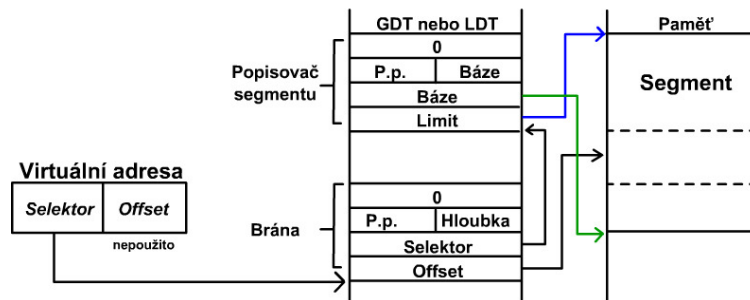 GDT nebo LDT
Paměť
0
Popisovač
segmentu
P.p.
Báze
Báze
Limit
Segment
Virtuální adresa
Selektor
Offset
nepoužito
Brána
0
P.p.
Hloubka
Selektor
Offset